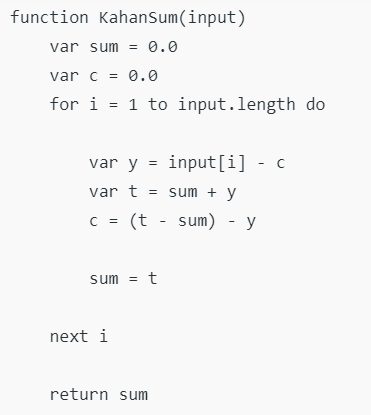 function KahanSum(input)
var sum = 0.0
var c = 0.0
for i = 1 to input.length do
var y = input[i] - c
var t = sum + y
c = (t - sum) - y
sum = t
next i
return sum